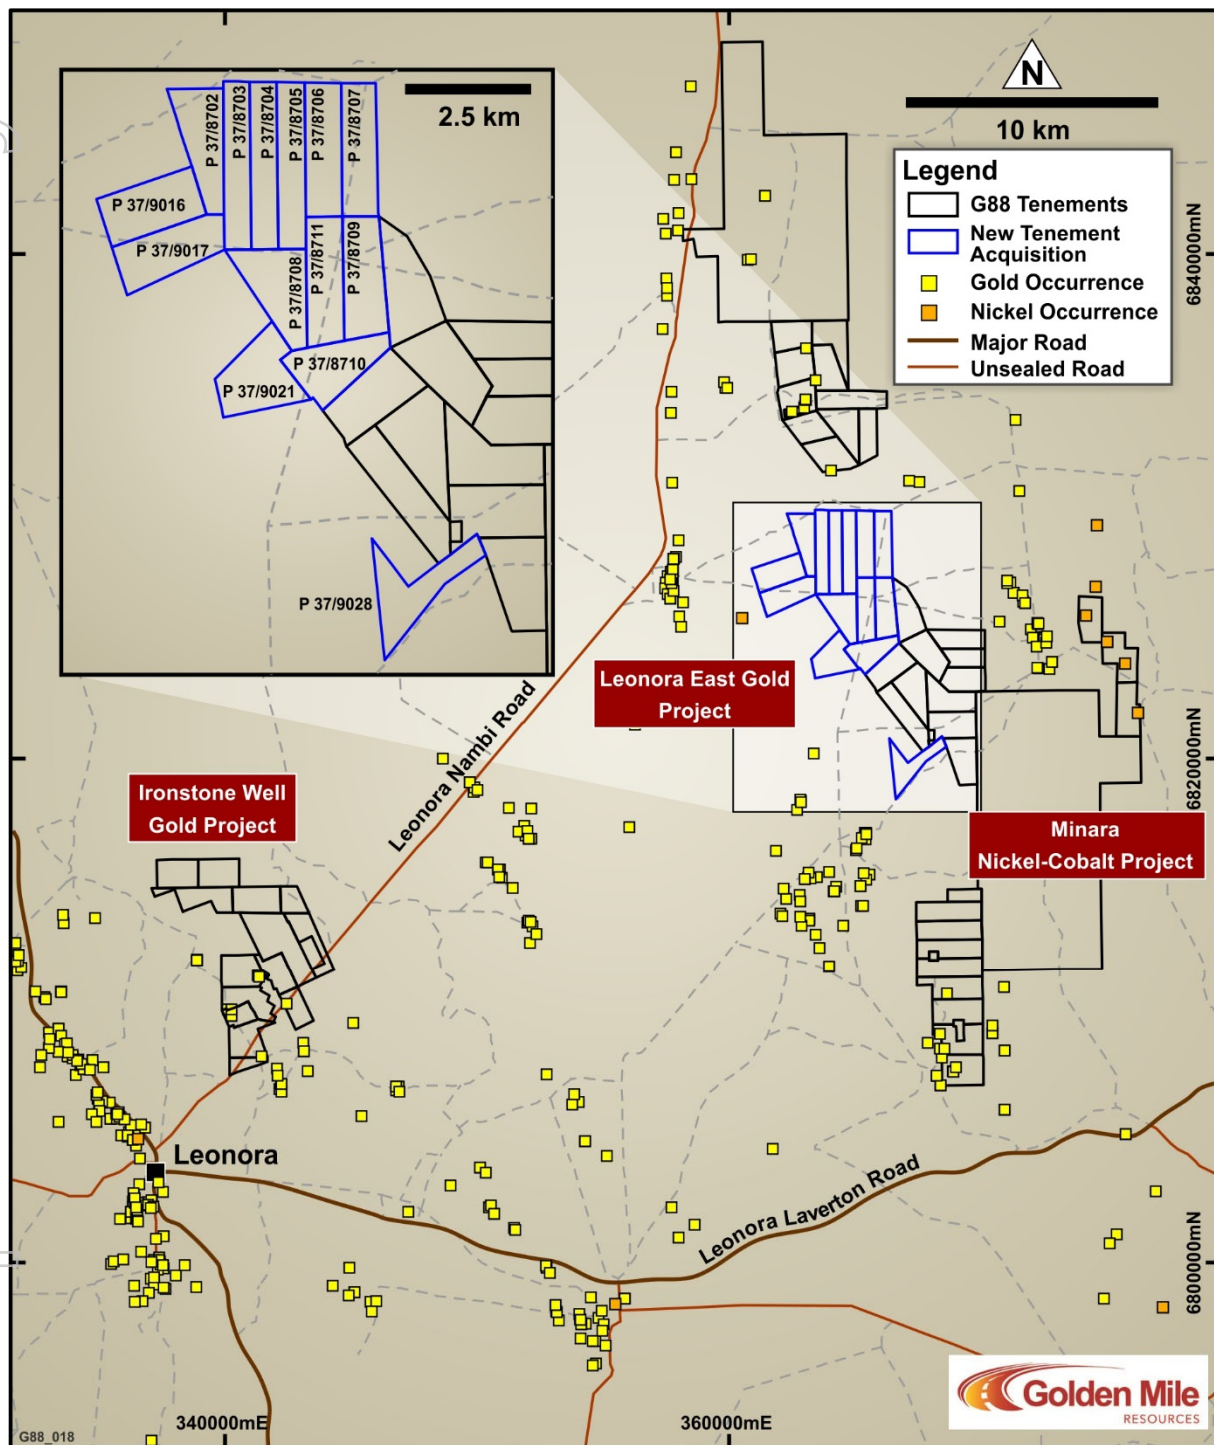 P 37/8702
P 37/8703
P 37/8704
P 37/8705
P 37/8706
P 37/8707
2.5 km
P 37/9016
P 37/9017
P 37/8708
P 37/8711
P 37/8709
P 37/8710
P 37/9021
P 37/9028
N
10 km
Legend
G88 Tenements
New Tenement
Acquisition
Gold Occurrence
Nickel Occurrence
Major Road
Unsealed Road
6840000mN
Leonora East Gold
Project
Leonora Nambi Road
6820000mN
Ironstone Well
Gold Project
Minara
Nickel-Cobalt Project
Leonora
Leonora Laverton Road
6800000mN
340000mE
360000mE
Golden Mile
RESOURCES
G88_018